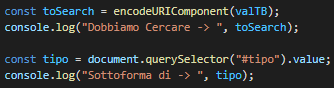 const toSearch = encodeURIComponent(valTB);
console.log("Dobbiamo Cercare -> ", toSearch);
const tipo = document.querySelector("#tipo").value;
console.log("Sottoforma di -> ", tipo);